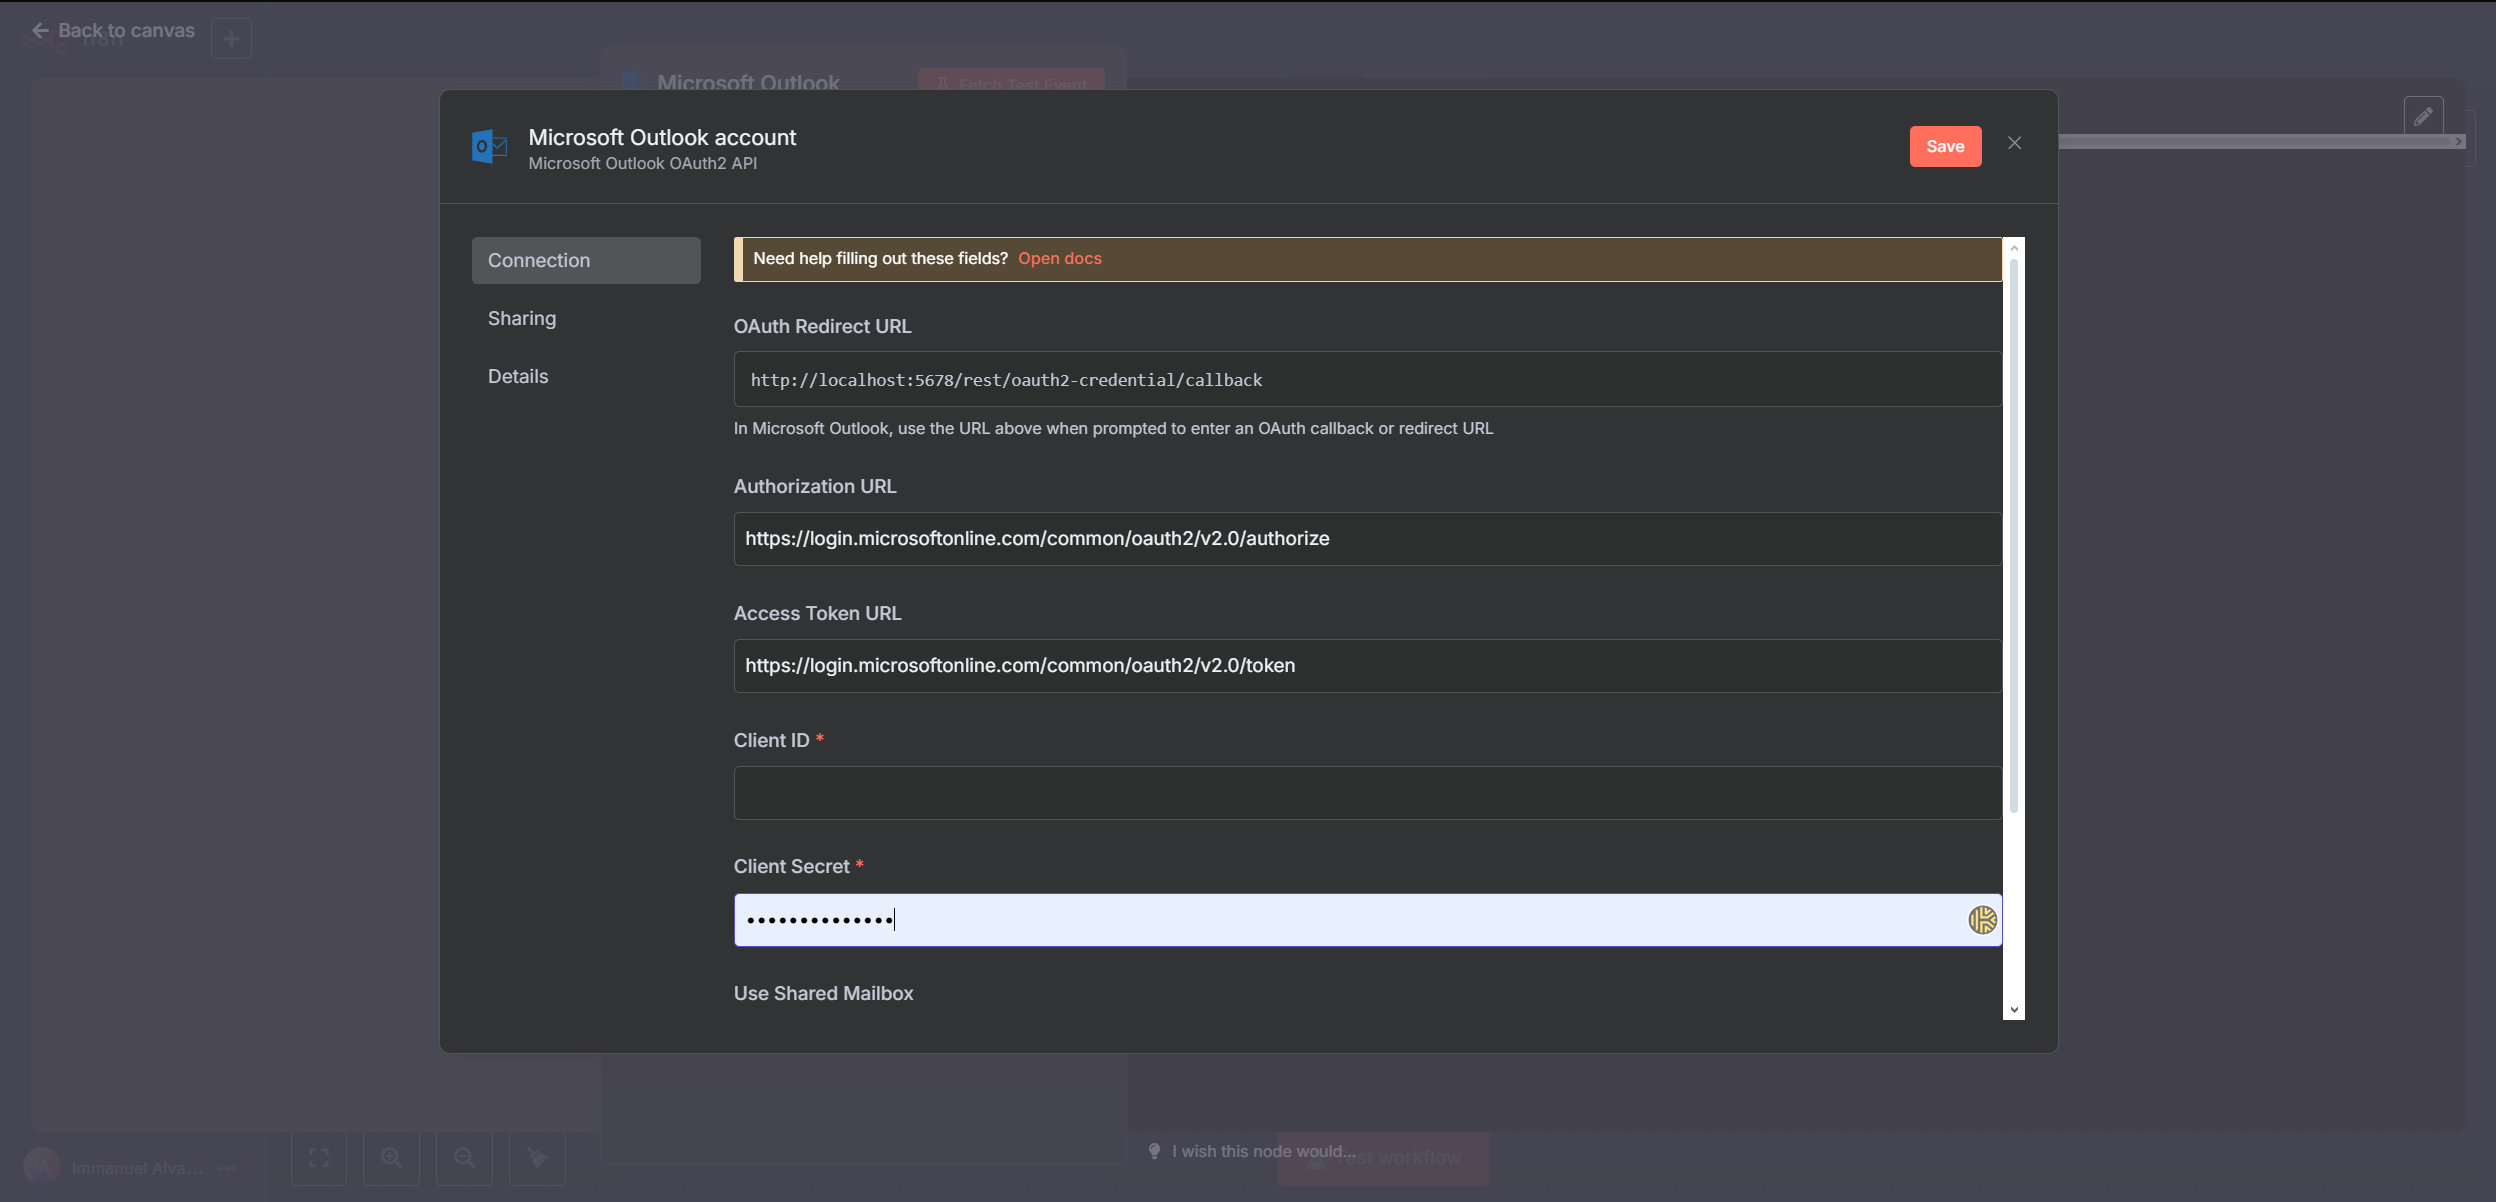 Back to canvas
n8n
Microsoft Outlook
Fetch Test Event
Microsoft Outlook account
Microsoft Outlook OAuth2 API
Save
Connection
Sharing
Details
Need help filling out these fields? Open docs
OAuth Redirect URL
http://localhost:5678/rest/oauth2-credential/callback
In Microsoft Outlook, use the URL above when prompted to enter an OAuth callback or redirect URL
Authorization URL
https://login.microsoftonline.com/common/oauth2/v2.0/authorize
Access Token URL
https://login.microsoftonline.com/common/oauth2/v2.0/token
Client ID *
Client Secret *
••••••••••••••
Use Shared Mailbox
IA
Immanuel Alva...
I wish this node would...
Test workflow